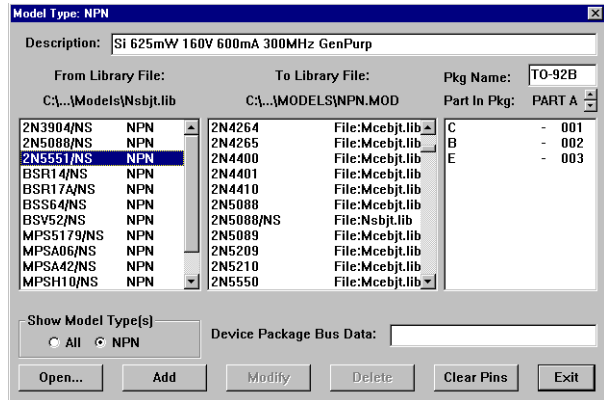 Model Type: NPN
Description: Si 625mW 160V 600mA 300MHz GenPurp
From Library File: To Library File: Pkg Name: TO-92B
C:\...\Models\Nsbjt.lib C:\...\MODELS\NPN.MOD Part In Pkg: PART A
2N3904/NS NPN 2N4264 File:Mcebjt.lib C - 001
2N5088/NS NPN 2N4265 File:Mcebjt.lib B - 002
2N5551/NS NPN 2N4400 File:Mcebjt.lib E - 003
BSR14/NS NPN 2N4401 File:Mcebjt.lib
BSR17A/NS NPN 2N4410 File:Mcebjt.lib
BSS64/NS NPN 2N5088 File:Mcebjt.lib
BSV52/NS NPN 2N5088/NS File:Nsbjt.lib
MPS5179/NS NPN 2N5089 File:Mcebjt.lib
MPSA06/NS NPN 2N5209 File:Mcebjt.lib
MPSA42/NS NPN 2N5210 File:Mcebjt.lib
MPSH10/NS NPN 2N5550 File:Mcebjt.lib
Show Model Type(s)
All NPN Device Package Bus Data:
Open... Add Modify Delete Clear Pins Exit